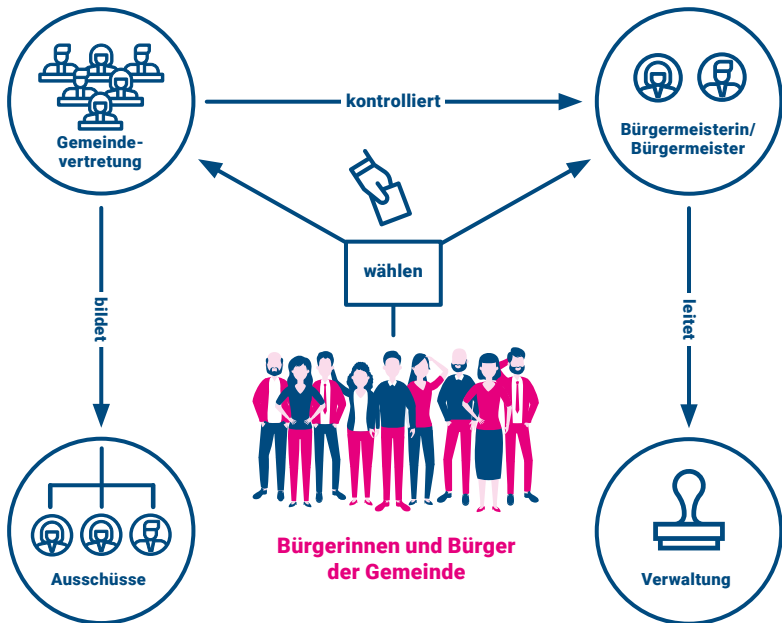 Gemeinde-
vertretung
kontrolliert
Bürgermeisterin/
Bürgermeister
wählen
bildet
leitet
Ausschüsse
Bürgerinnen und Bürger
der Gemeinde
Verwaltung